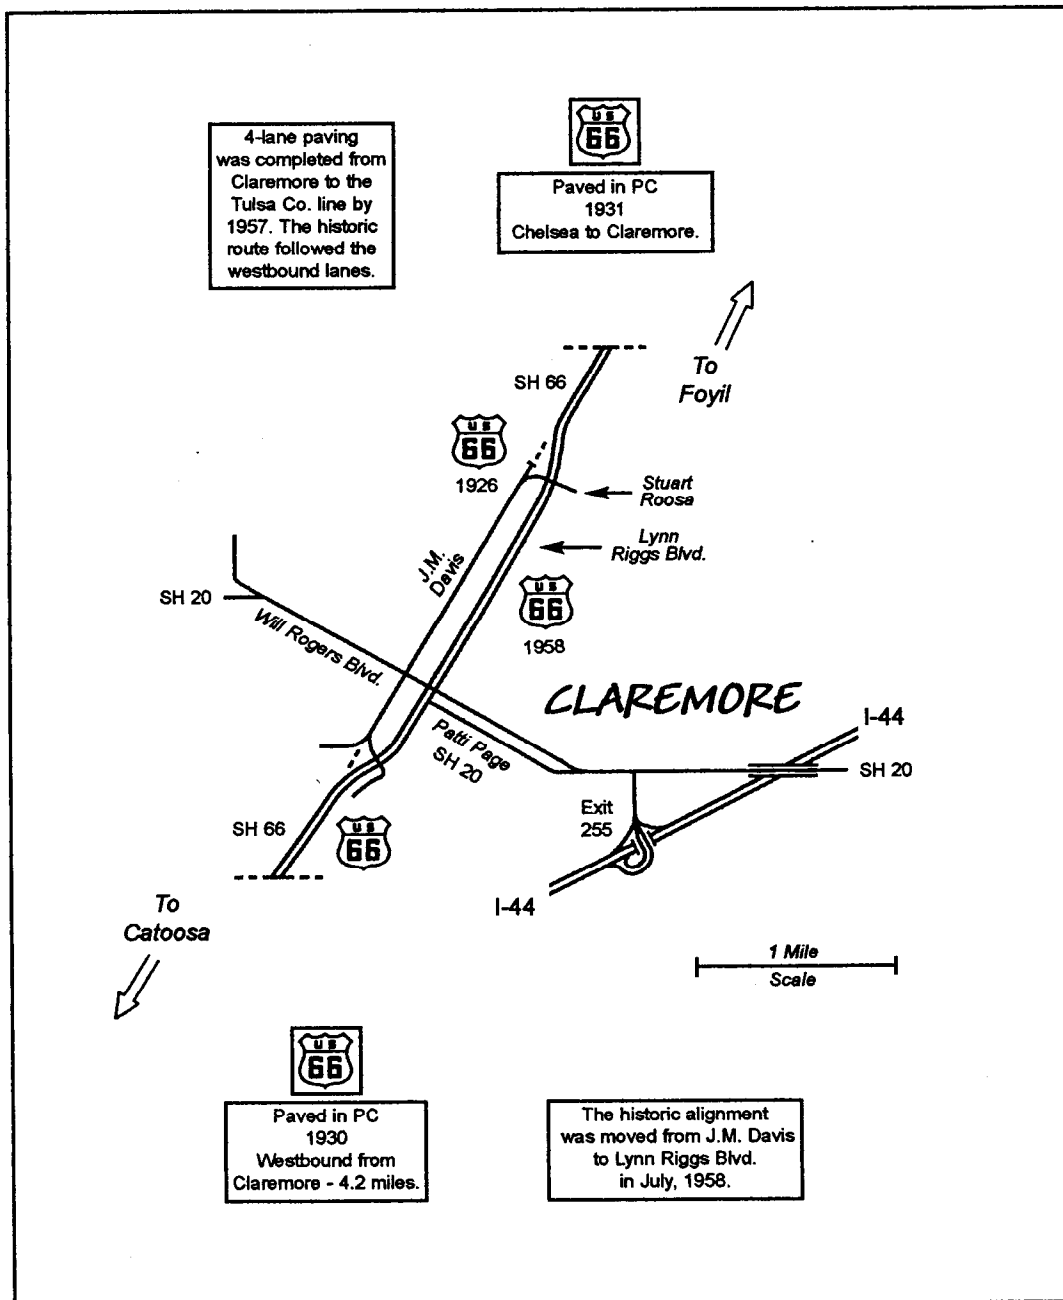 4-lane paving
was completed from
Claremore to the
Tulsa Co. line by
1957. The historic
route followed the
westbound lanes.
US
66
Paved in PC
1931
Chelsea to Claremore.
To
Foyil
SH 66
US
66
1926
Stuart
Roosa
Lynn
Riggs Blvd.
J.M.
Davis
US
66
1958
SH 20
Will Rogers Blvd.
CLAREMORE
Patti Page
SH 20
I-44
SH 20
Exit
255
SH 66
US
66
I-44
To
Catoosa
1 Mile
Scale
US
66
Paved in PC
1930
Westbound from
Claremore - 4.2 miles.
The historic alignment
was moved from J.M. Davis
to Lynn Riggs Blvd.
in July, 1958.